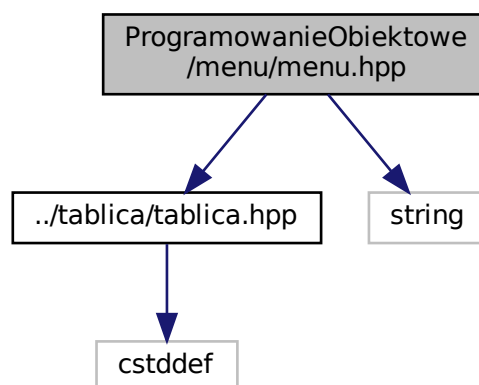 ProgramowanieObiektowe
/menu/menu.hpp
../tablica/tablica.hpp
string
cstddef